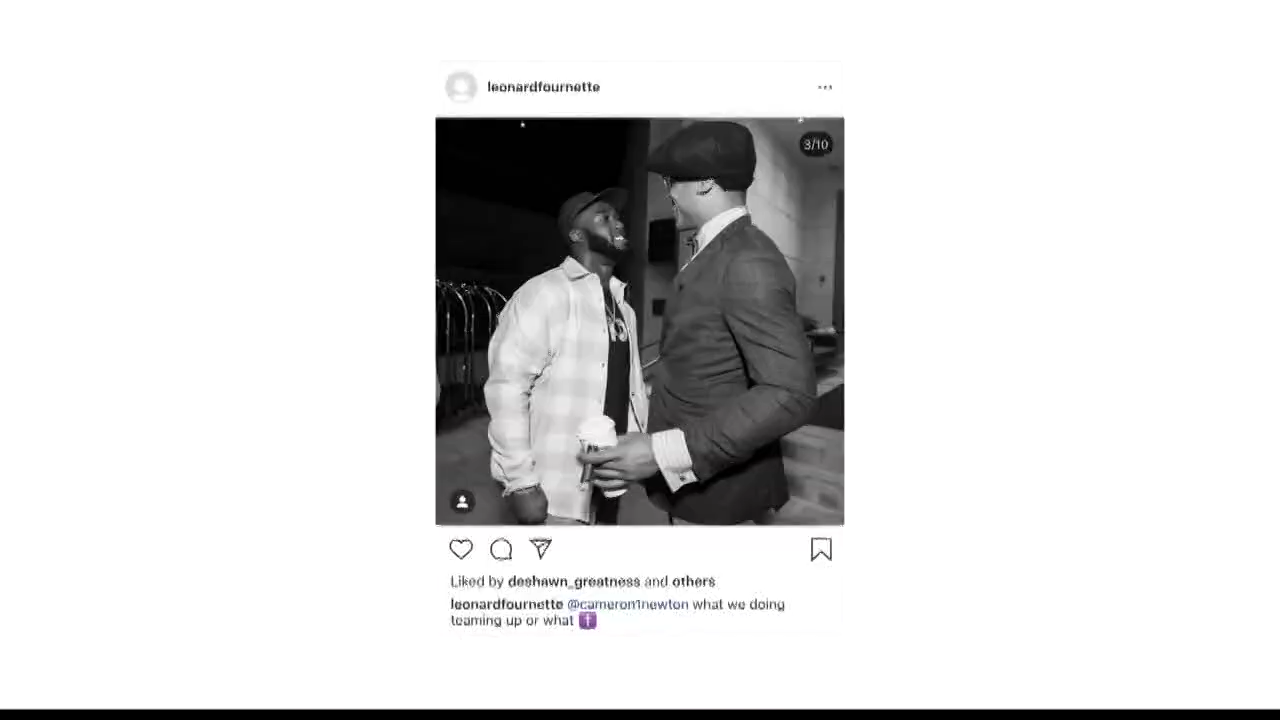 leonardfournette
3/10
Liked by deshawn_greatness and others
leonardfournette @cameron1newton what we doing
teaming up or what ✝️